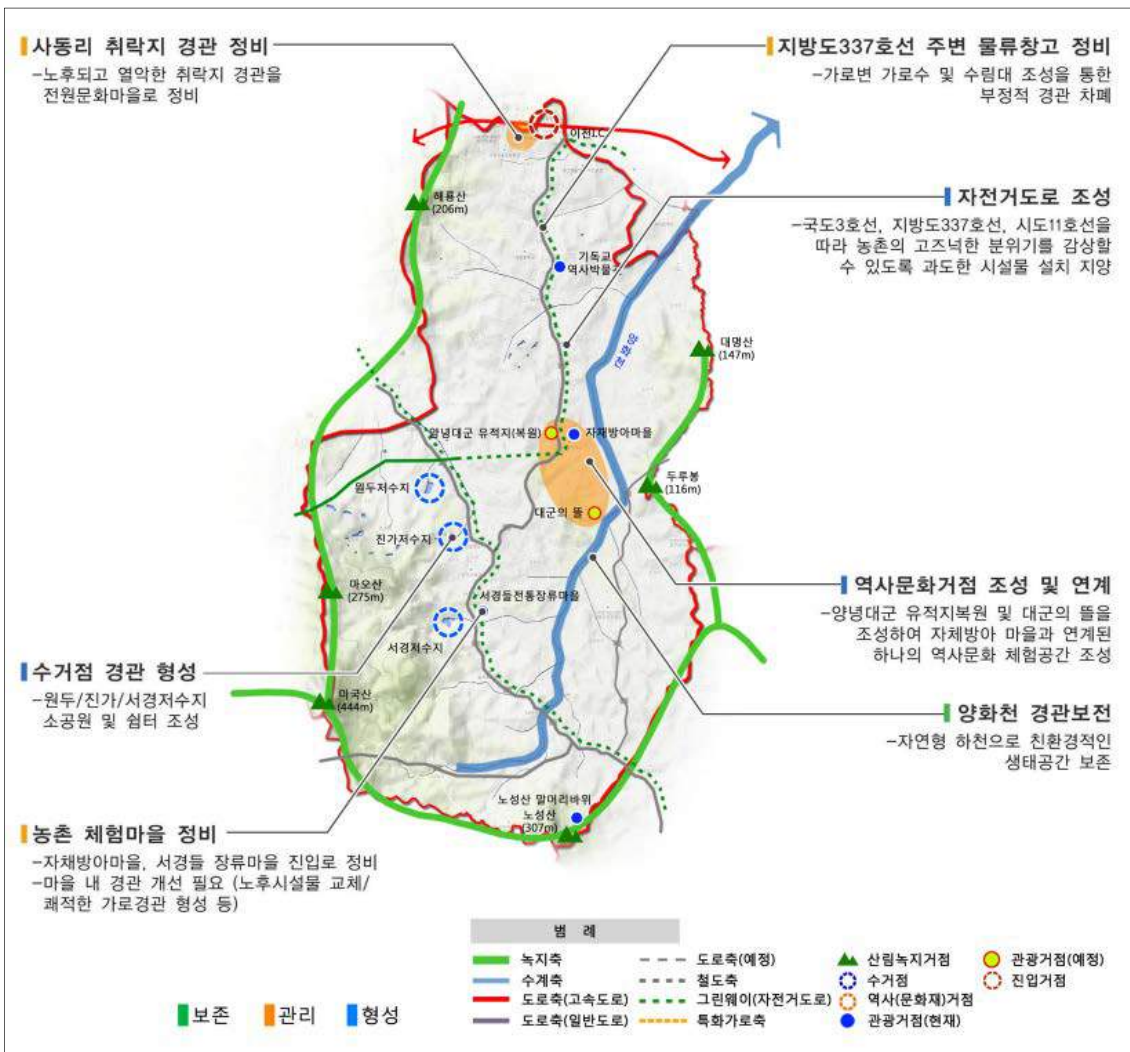 사동리 취락지 경관 정비
-노후되고 열악한 취락지 경관을
전원문화마을로 정비
지방도337호선 주변 물류창고 정비
-가로변 가로수 및 수림대 조성을 통한
부정적 경관 차폐
자전거도로 조성
-국도3호선, 지방도337호선, 시도11호선을
따라 농촌의 고즈넉한 분위기를 감상할
수 있도록 과도한 시설물 설치 지양
이천I.C
해룡산
(206m)
기독교
역사박물관
양화천
대명산
(147m)
양녕대군 유적지(복원)
자채방아마을
원두저수지
두루봉
(116m)
대군의 뜰
진가저수지
마오산
(275m)
서경들전통장류마을
서경저수지
역사문화거점 조성 및 연계
-양녕대군 유적지복원 및 대군의 뜰을
조성하여 자체방아 마을과 연계된
하나의 역사문화 체험공간 조성
수거점 경관 형성
-원두/진가/서경저수지
소공원 및 쉼터 조성
마국산
(444m)
양화천 경관보전
-자연형 하천으로 친환경적인
생태공간 보존
노성산 말머리바위
노성산
(307m)
농촌 체험마을 정비
-자채방아마을, 서경들 장류마을 진입로 정비
-마을 내 경관 개선 필요 (노후시설물 교체/
쾌적한 가로경관 형성 등)
범 례
녹지축
도로축(예정)
산림녹지거점
관광거점(예정)
수계축
철도축
수거점
진입거점
도로축(고속도로)
그린웨이(자전거도로)
역사(문화재)거점
도로축(일반도로)
특화가로축
관광거점(현재)
보존
관리
형성